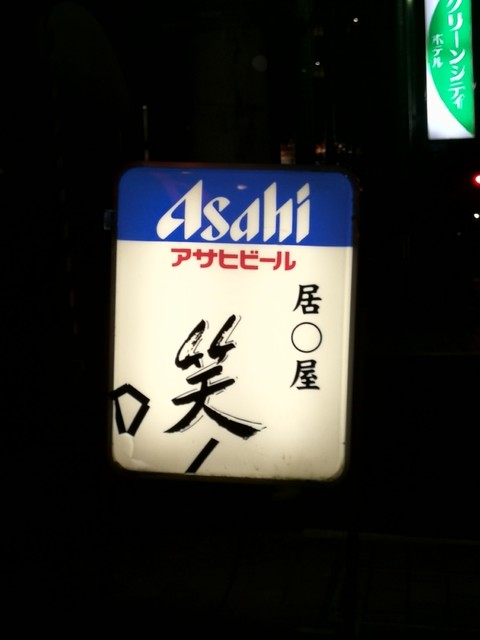 Asahi
アサヒビール
居○屋
笑
グリーンシティ
ホテル